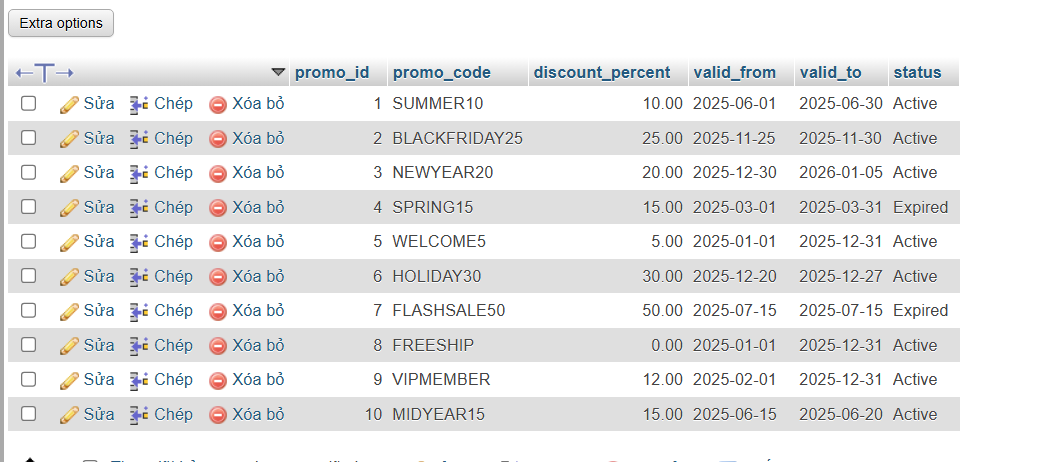 Extra options
promo_id promo_code discount_percent valid_from valid_to status
Sửa Chép Xóa bỏ 1 SUMMER10 10.00 2025-06-01 2025-06-30 Active
Sửa Chép Xóa bỏ 2 BLACKFRIDAY25 25.00 2025-11-25 2025-11-30 Active
Sửa Chép Xóa bỏ 3 NEWYEAR20 20.00 2025-12-30 2026-01-05 Active
Sửa Chép Xóa bỏ 4 SPRING15 15.00 2025-03-01 2025-03-31 Expired
Sửa Chép Xóa bỏ 5 WELCOME5 5.00 2025-01-01 2025-12-31 Active
Sửa Chép Xóa bỏ 6 HOLIDAY30 30.00 2025-12-20 2025-12-27 Active
Sửa Chép Xóa bỏ 7 FLASHSALE50 50.00 2025-07-15 2025-07-15 Expired
Sửa Chép Xóa bỏ 8 FREESHIP 0.00 2025-01-01 2025-12-31 Active
Sửa Chép Xóa bỏ 9 VIPMEMBER 12.00 2025-02-01 2025-12-31 Active
Sửa Chép Xóa bỏ 10 MIDYEAR15 15.00 2025-06-15 2025-06-20 Active